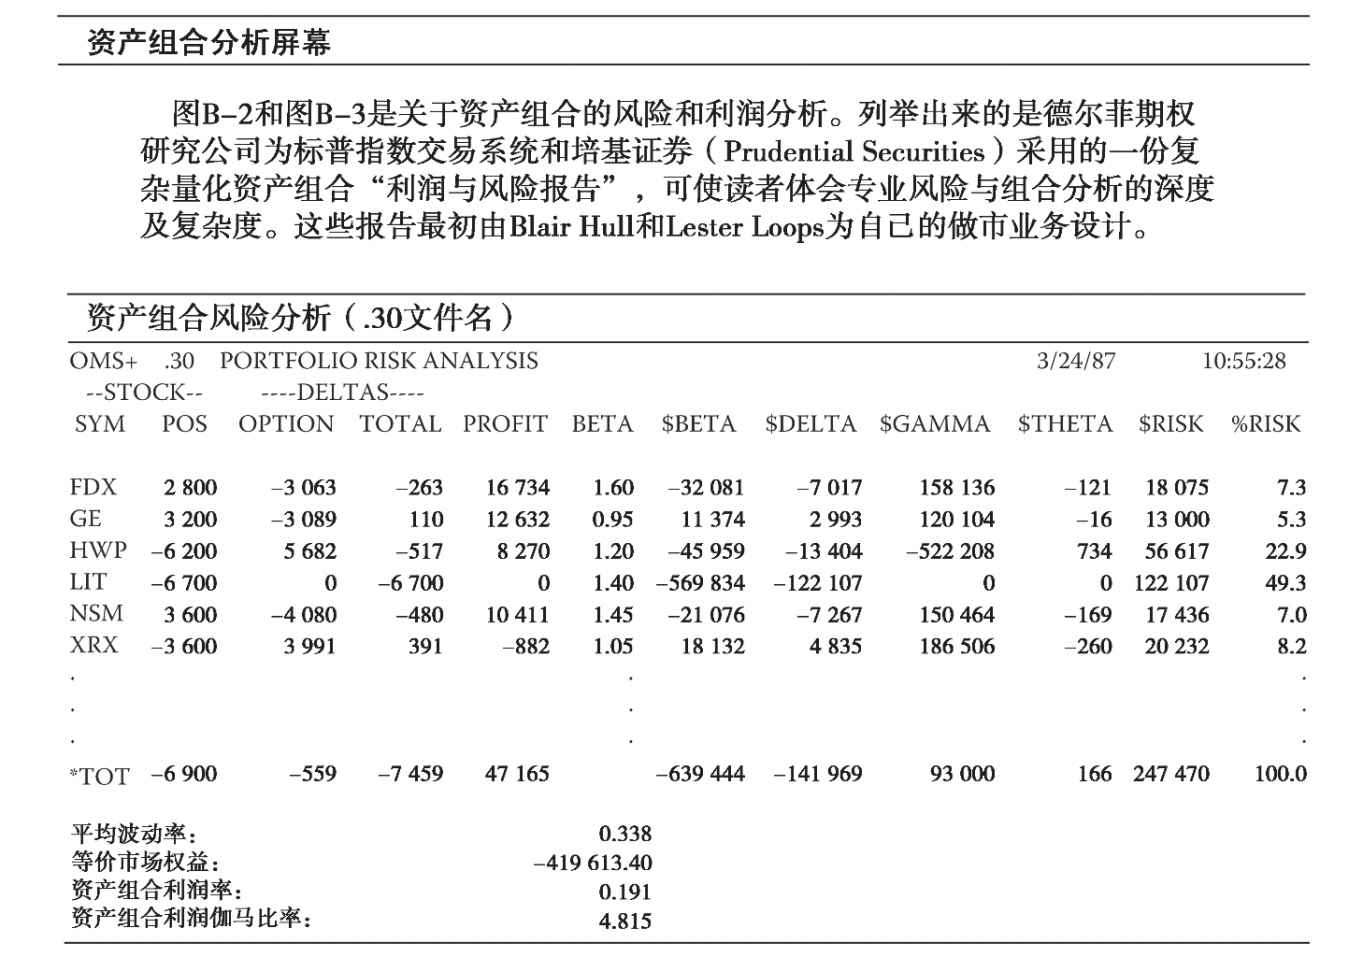 资产组合分析屏幕
图B–2和图B–3是关于资产组合的风险和利润分析。列举出来的是德尔菲期权
研究公司为标普指数交易系统和培基证券（Prudential Securities）采用的一份复
杂量化资产组合“利润与风险报告”，可使读者体会专业风险与组合分析的深度
及复杂度。这些报告最初由Blair Hull和Lester Loops为自己的做市业务设计。
资产组合风险分析（.30文件名）
OMS+ .30 PORTFOLIO RISK ANALYSIS 3/24/87 10:55:28
--STOCK-- ----DELTAS----
SYM POS OPTION TOTAL PROFIT BETA $BETA $DELTA $GAMMA $THETA $RISK %RISK
FDX 2 800 –3 063 –263 16 734 1.60 –32 081 –7 017 158 136 –121 18 075 7.3
GE 3 200 –3 089 110 12 632 0.95 11 374 2 993 120 104 –16 13 000 5.3
HWP –6 200 5 682 –517 8 270 1.20 –45 959 –13 404 –522 208 734 56 617 22.9
LIT –6 700 0 –6 700 0 1.40 –569 834 –122 107 0 0 122 107 49.3
NSM 3 600 –4 080 –480 10 411 1.45 –21 076 –7 267 150 464 –169 17 436 7.0
XRX –3 600 3 991 391 –882 1.05 18 132 4 835 186 506 –260 20 232 8.2
. . .
. . .
. . .
*TOT –6 900 –559 –7 459 47 165 –639 444 –141 969 93 000 166 247 470 100.0
平均波动率： 0.338
等价市场权益： –419 613.40
资产组合利润率： 0.191
资产组合利润伽马比率： 4.815